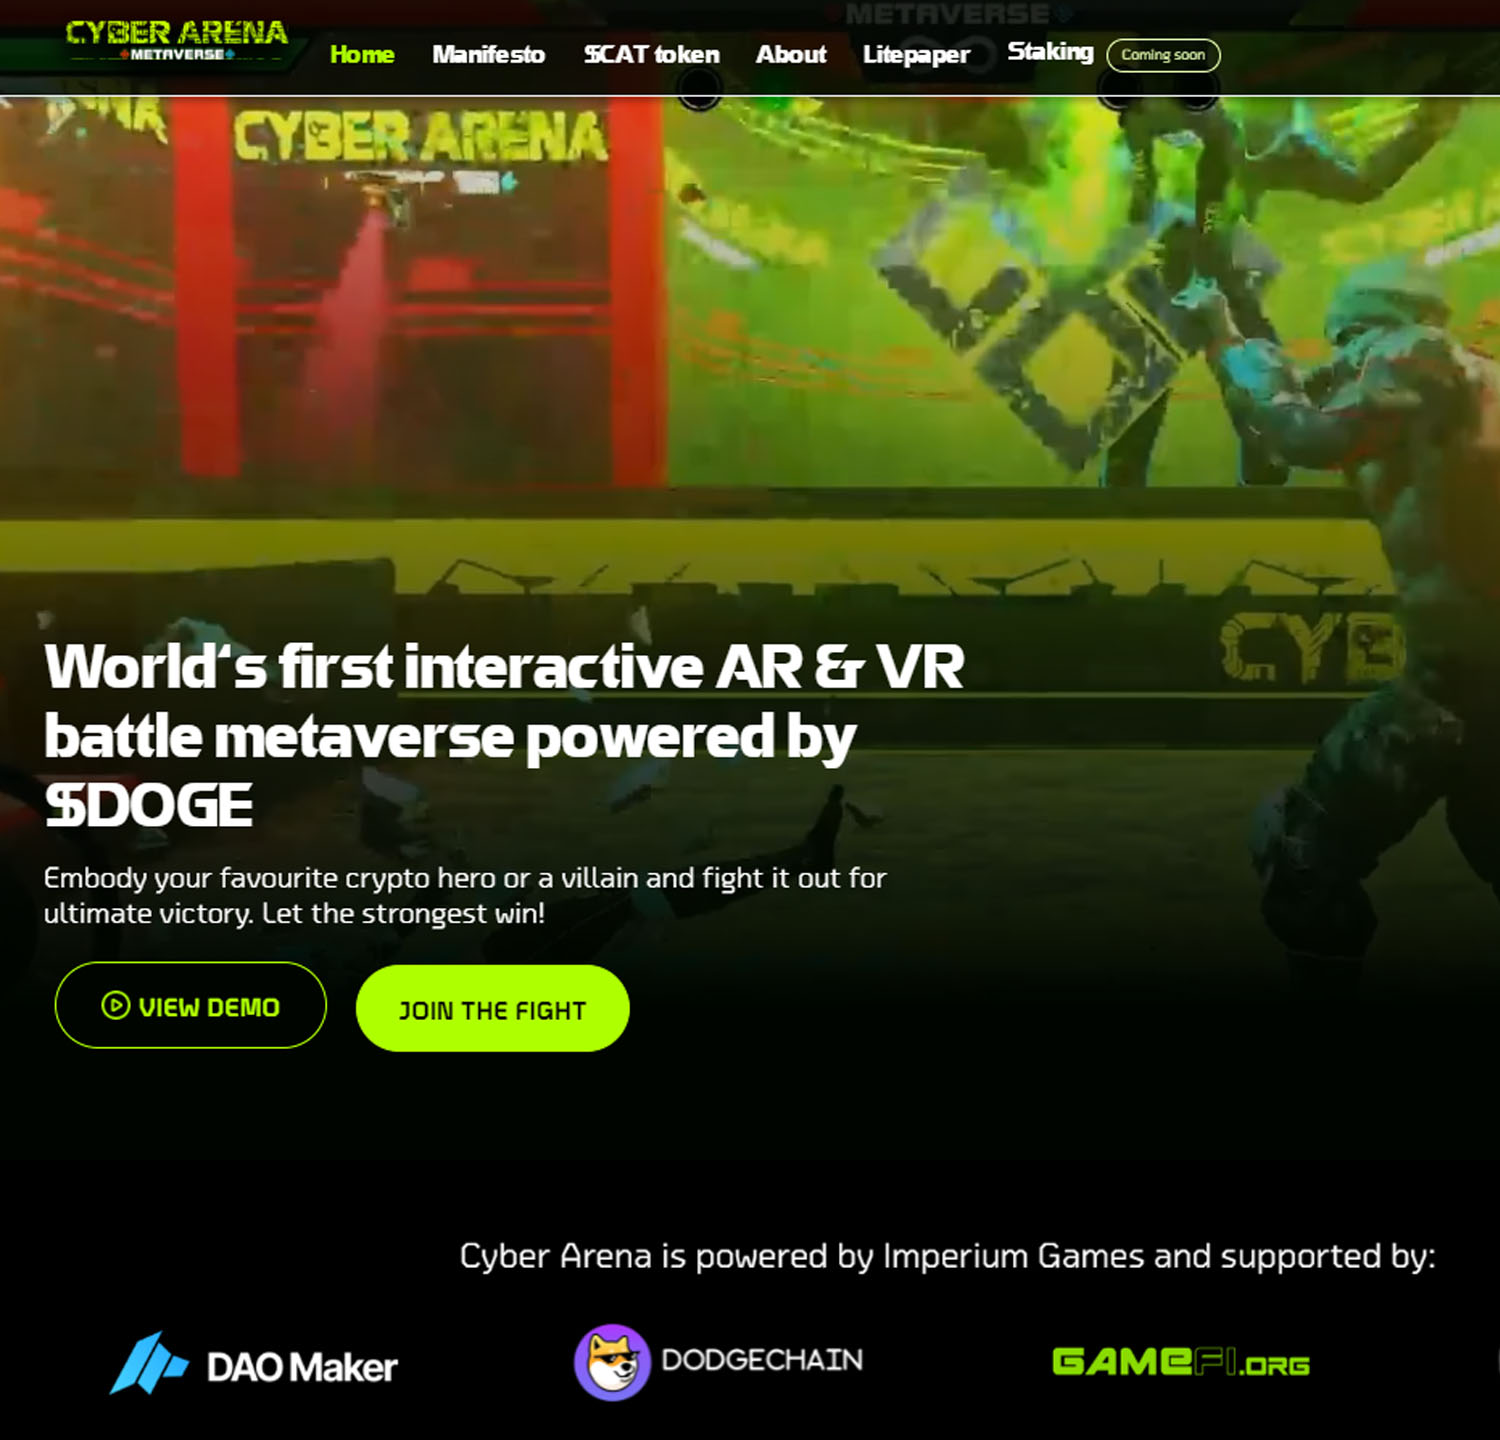 METAVERSE
CYBER ARENA
METAVERSE
Home Manifesto $CAT token About Litepaper Staking Coming soon
CYBER ARENA
CYB
World's first interactive AR & VR
battle metaverse powered by
$DOGE
Embody your favourite crypto hero or a villain and fight it out for
ultimate victory. Let the strongest win!
VIEW DEMO JOIN THE FIGHT
Cyber Arena is powered by Imperium Games and supported by:
DAO Maker DODGECHAIN GAMEFI.ORG